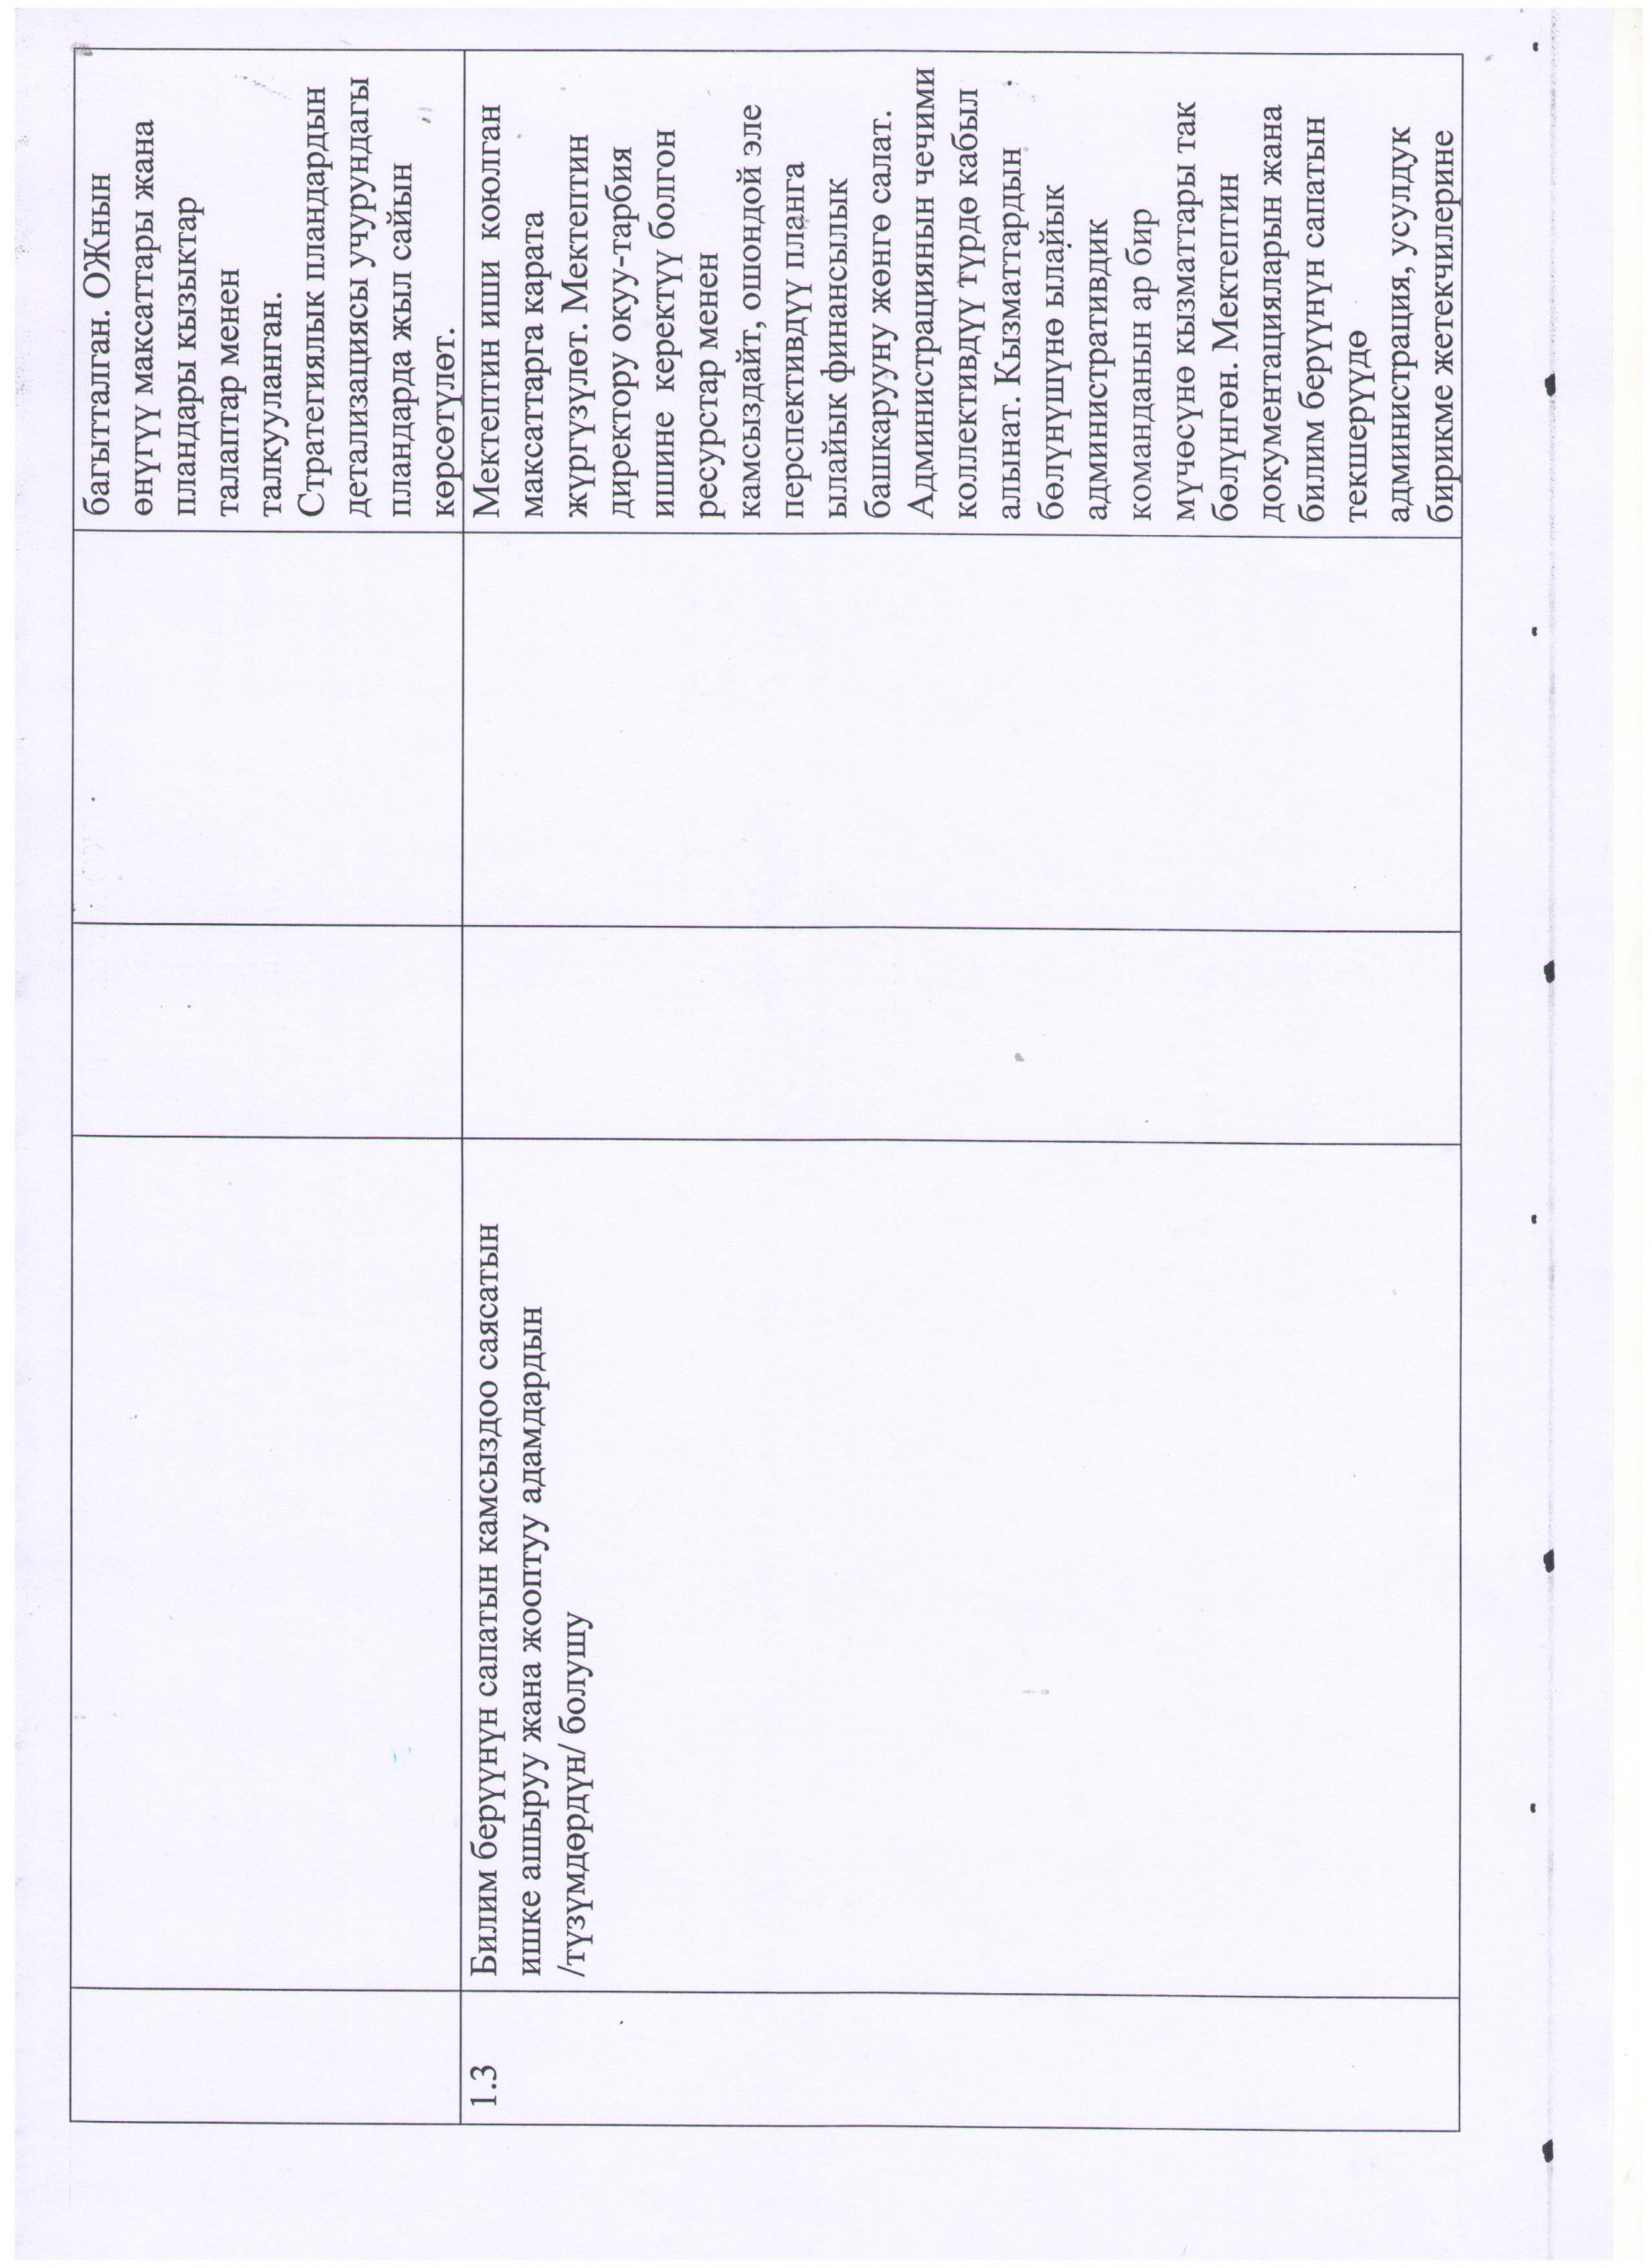 багытталган. ОЖнын
өнүгүү максаттары жана
пландары кызыктар
талаптар менен
талкууланган.
Стратегиялык пландардын
детализациясы учурундагы
пландарда жыл сайын
көрсөтүлөт.
1.3
Билим берүүнүн сапатын камсыздоо саясатын
ишке ашыруу жана жооптуу адамдардын
/түзүмдөрдүн/ болушу
Мектептин иши коюлган
максаттарга карата
жүргүзүлөт. Мектептин
директору окуу-тарбия
ишине керектүү болгон
ресурстар менен
камсыздайт, ошондой эле
перспективдүү планга
ылайык финансылык
башкарууну жөнгө салат.
Администрациянын чечими
коллективдүү түрдө кабыл
алынат. Кызматтардын
бөлүнүшүнө ылайык
административдик
команданын ар бир
мүчөсүнө кызматтары так
бөлүнгөн. Мектептин
документацияларын жана
билим берүүнүн сапатын
текшерүүдө
администрация, усулдук
бирикме жетекчилерине